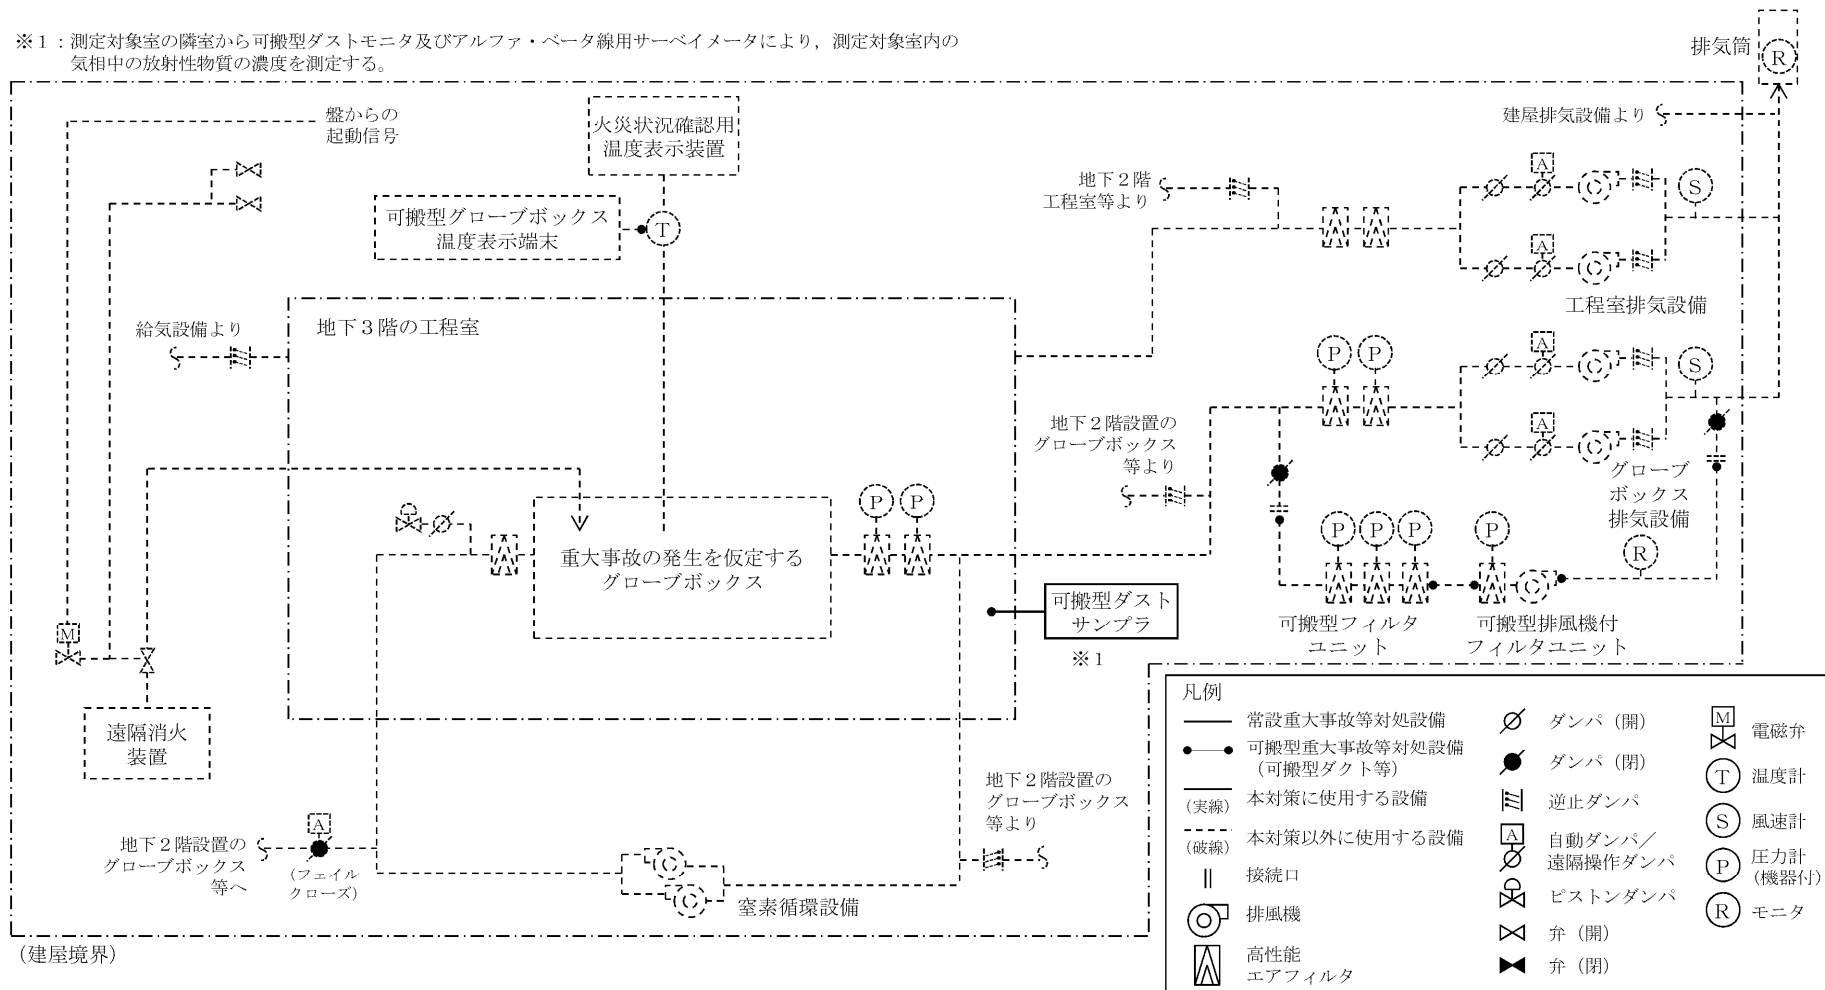 ※1:測定対象室の隣室から可搬型ダストモニタ及びアルファ・ベータ線用サーベイメータにより，測定対象室内の
気相中の放射性物質の濃度を測定する。
排気筒
R
盤からの
起動信号
火災状況確認用
温度表示装置
建屋排気設備より
可搬型グローブボックス
温度表示端末
T
地下2階
工程室等より
A
S
A
工程室排気設備
給気設備より
地下3階の工程室
P
P
A
S
A
地下2階設置の
グローブボックス
等より
グローブ
ボックス
排気設備
P
P
P
P
P
P
R
重大事故の発生を仮定する
グローブボックス
可搬型ダスト
サンプラ
※1
可搬型フィルタ
ユニット
可搬型排風機付
フィルタユニット
M
遠隔消火
装置
地下2階設置の
グローブボックス
等へ
A
(フェイル
クローズ)
窒素循環設備
地下2階設置の
グローブボックス
等より
(建屋境界)
凡例
常設重大事故等対処設備
可搬型重大事故等対処設備
(可搬型ダクト等)
(実線)
本対策に使用する設備
(破線)
本対策以外に使用する設備
接続口
排風機
高性能
エアフィルタ
ダンパ(開)
ダンパ(閉)
逆止ダンパ
A
自動ダンパ／
遠隔操作ダンパ
ピストンダンパ
弁(開)
弁(閉)
M
電磁弁
T
温度計
S
風速計
P
圧力計
(機器付)
R
モニタ